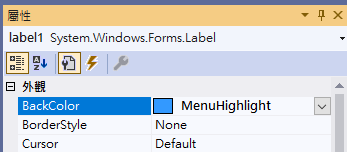 屬性
label1 System.Windows.Forms.Label
外觀
BackColor MenuHighlight
BorderStyle None
Cursor Default